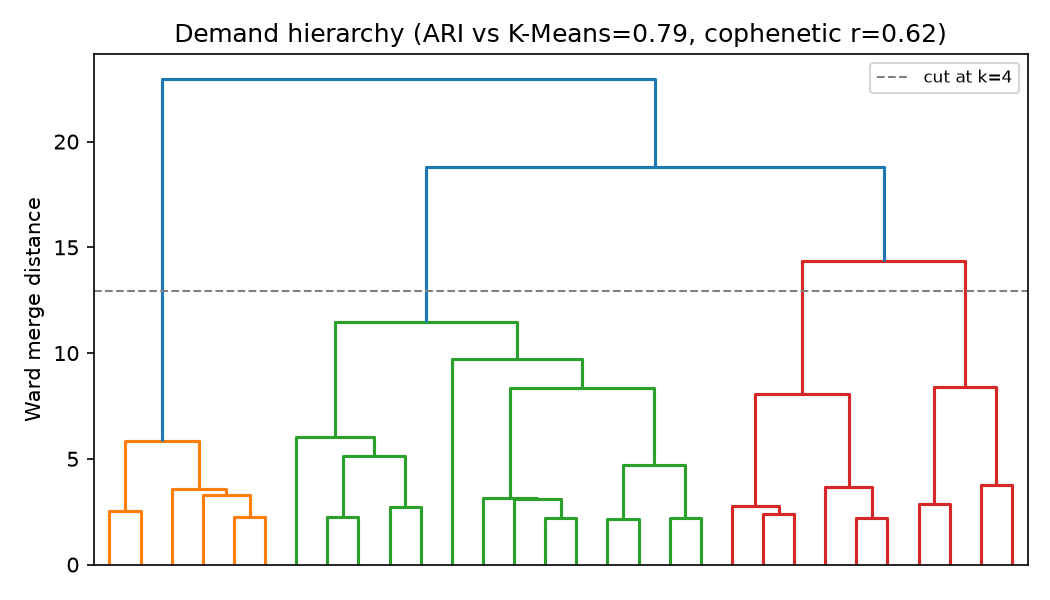 Demand hierarchy (ARI vs K-Means=0.79, cophenetic r=0.62)
cut at k=4
Ward merge distance
20
15
10
5
0